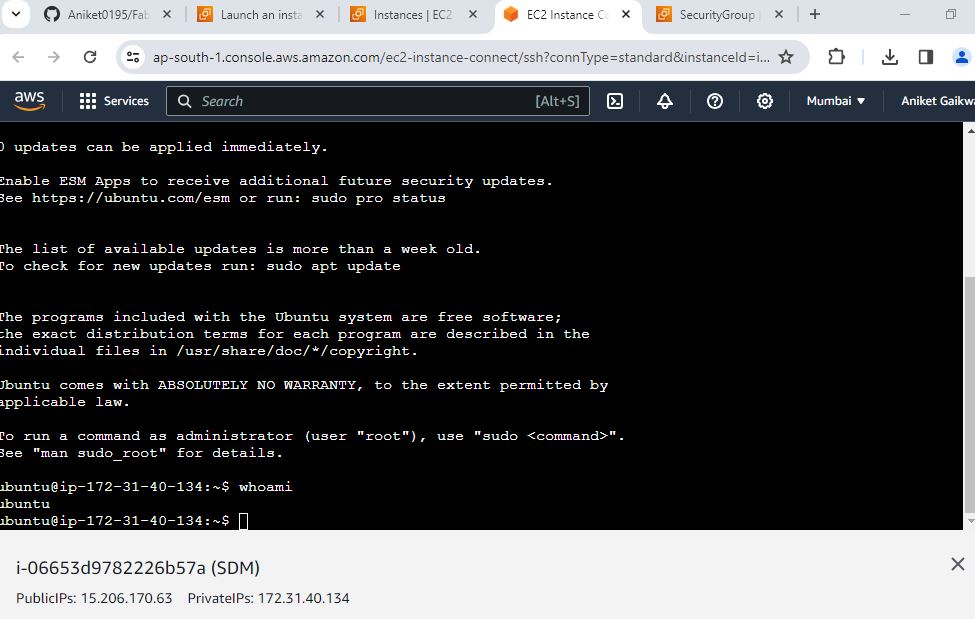 Aniket0195/Fab
Launch an insta
Instances | EC2
EC2 Instance Co
SecurityGroup
ap-south-1.console.aws.amazon.com/ec2-instance-connect/ssh?connType=standard&instanceId=i...
aws
Services
Search
[Alt+S]
Mumbai
Aniket Gaikwa
0 updates can be applied immediately.
Enable ESM Apps to receive additional future security updates.
See https://ubuntu.com/esm or run: sudo pro status
The list of available updates is more than a week old.
To check for new updates run: sudo apt update
The programs included with the Ubuntu system are free software;
the exact distribution terms for each program are described in the
individual files in /usr/share/doc/*/copyright.
Ubuntu comes with ABSOLUTELY NO WARRANTY, to the extent permitted by
applicable law.
To run a command as administrator (user "root"), use "sudo <command>".
See "man sudo_root" for details.
ubuntu@ip-172-31-40-134:~$ whoami
ubuntu
ubuntu@ip-172-31-40-134:~$
i-06653d9782226b57a (SDM)
PublicIPs: 15.206.170.63 PrivateIPs: 172.31.40.134